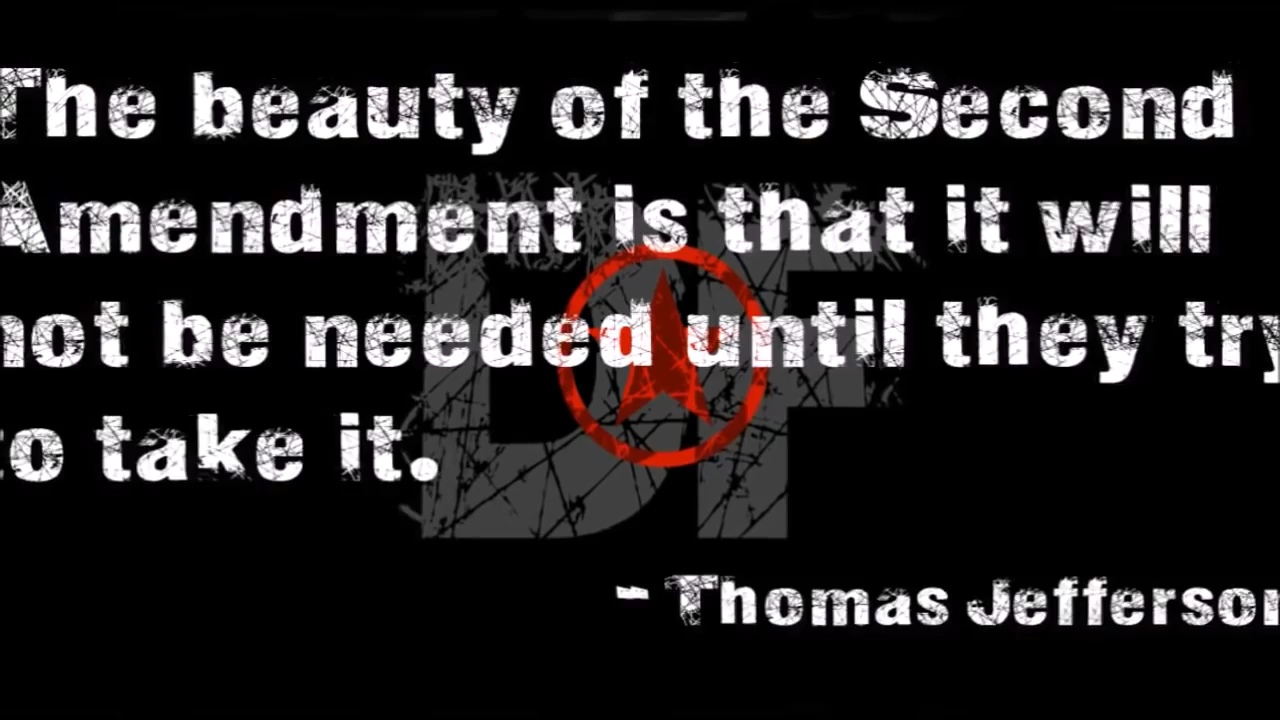 The beauty of the Second
Amendment is that it will
not be needed until they try
to take it.
DF
- Thomas Jefferson